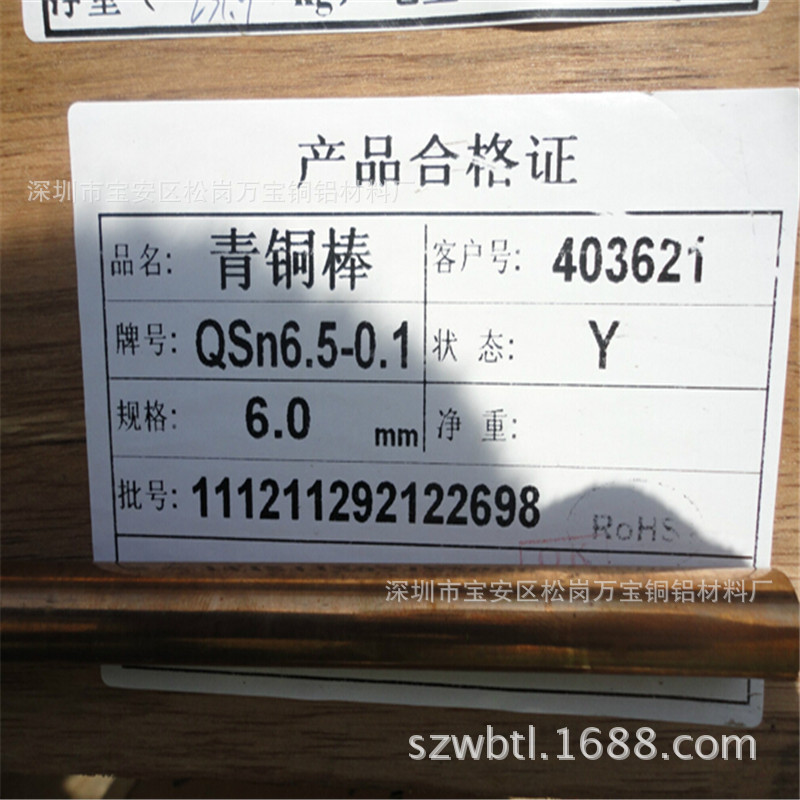 净重(
kg)
产品合格证
深圳市宝安区松岗万宝铜铝材料厂
品名: 青铜棒 客户号: 403621
牌号: QSn6.5-0.1 状态: Y
规格: 6.0 mm 净重:
批号: 111211292122698
RoHS
深圳市宝安区松岗万宝铜铝材料厂
szwbtl.1688.com